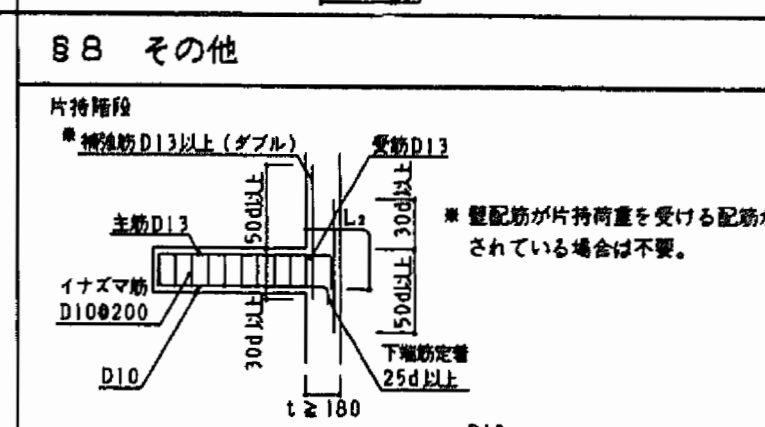 §8 その他
片持階段
※ 補強筋D13以上(ダブル)
受筋D13
主筋D13
50d以上
L₂
30d以上
※ 壁配筋が片持荷重を受ける配筋が
されている場合は不要。
イナズマ筋
D10@200
30d以上
50d以上
D10
下端筋定着
25d以上
t≧180